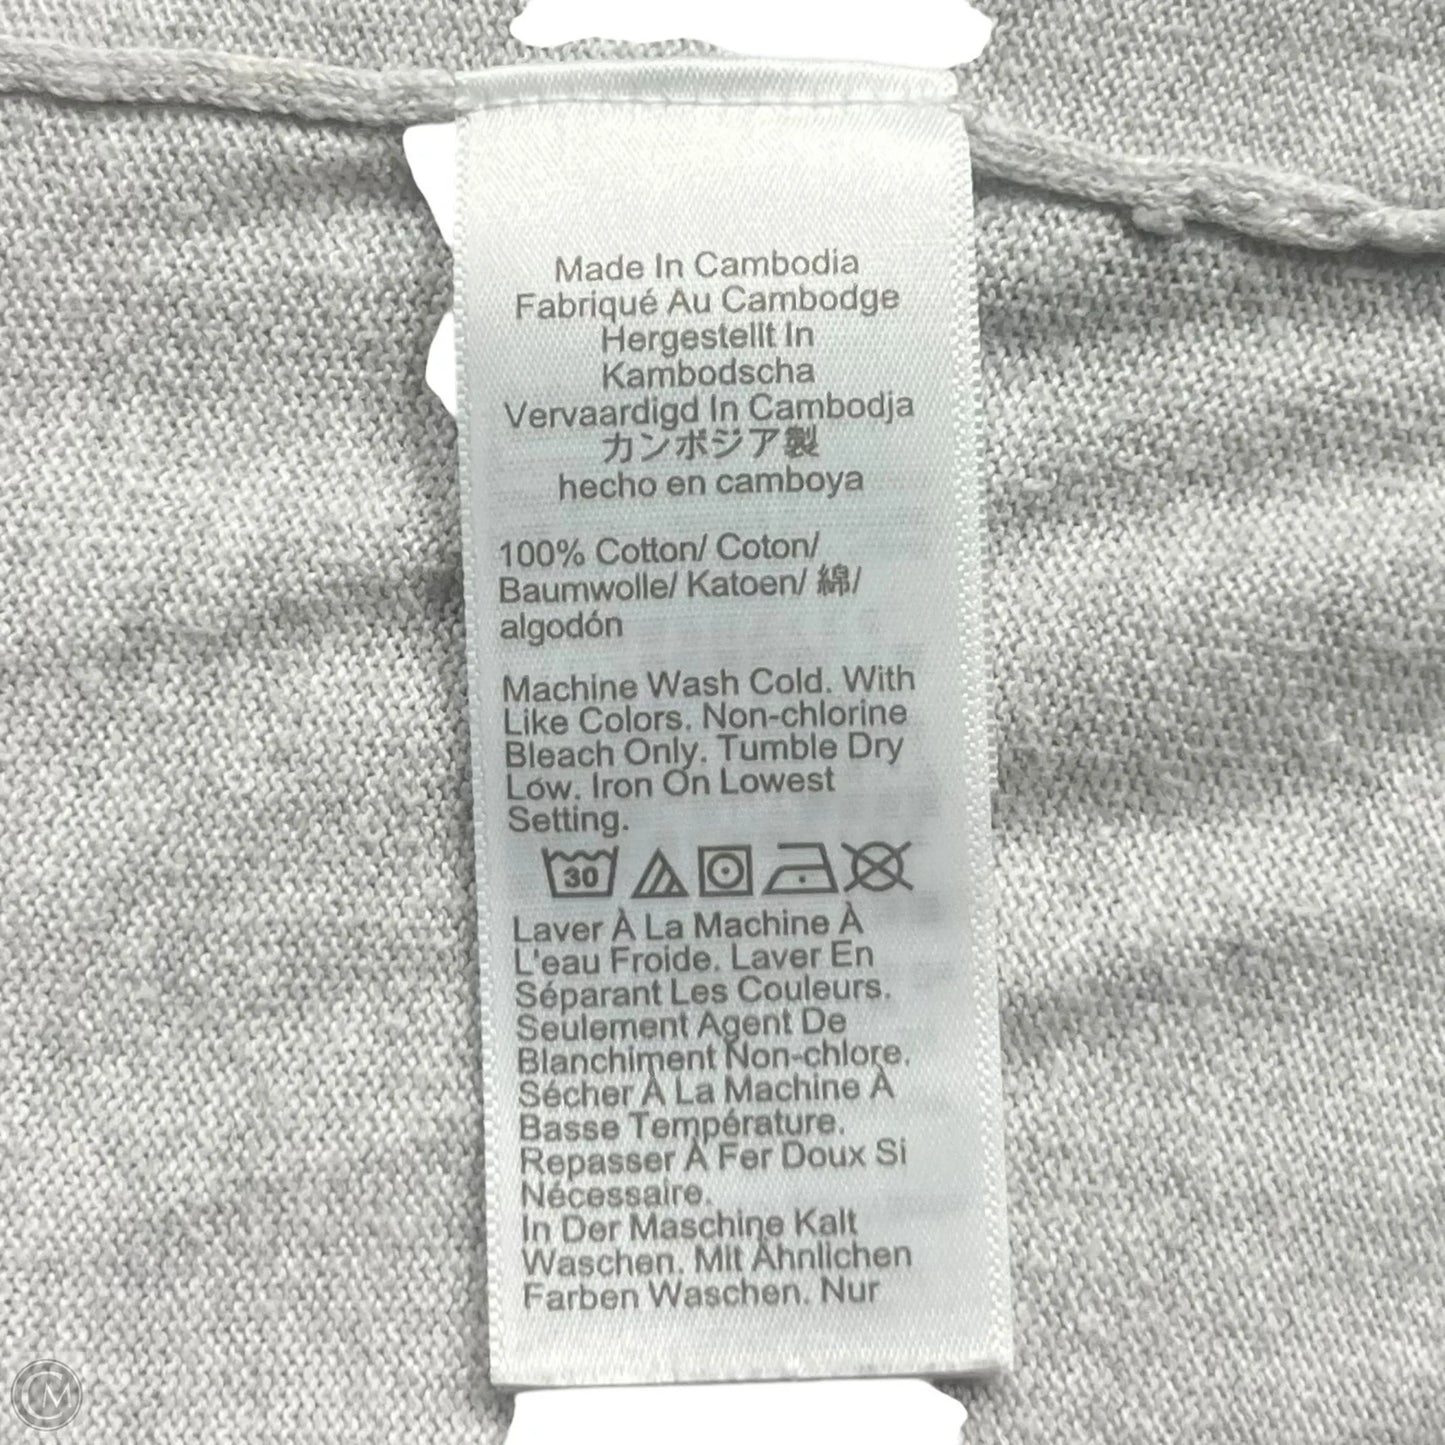 Made In Cambodia
Fabriqué Au Cambodge
Hergestellt In
Kambodscha
Vervaardigd In Cambodja
カンボジア製
hecho en camboya
100% Cotton/ Coton/
Baumwolle/ Katoen/ 綿/
algodón
Machine Wash Cold. With
Like Colors. Non-chlorine
Bleach Only. Tumble Dry
Low. Iron On Lowest
Setting.
30
Laver À La Machine À
L'eau Froide. Laver En
Séparant Les Couleurs.
Seulement Agent De
Blanchiment Non-chlore.
Sécher À La Machine À
Basse Température.
Repasser À Fer Doux Si
Nécessaire.
In Der Maschine Kalt
Waschen. Mit Ähnlichen
Farben Waschen. Nur
CM